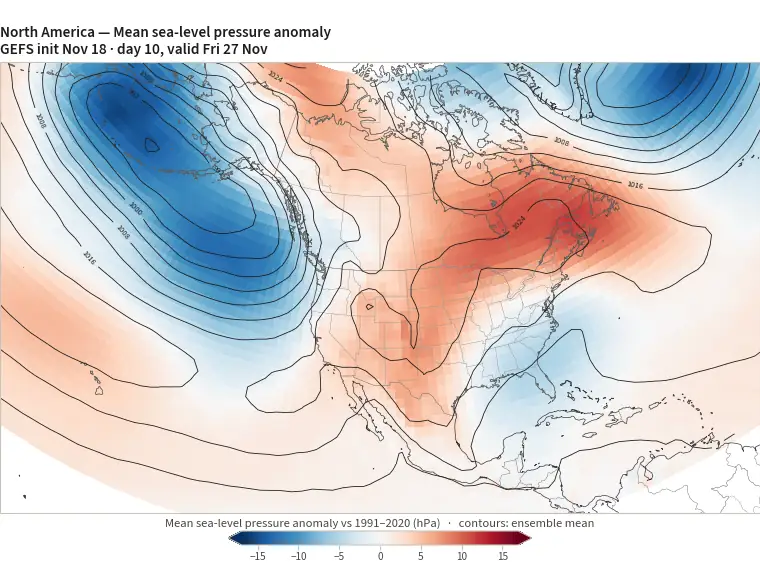 North America — Mean sea-level pressure anomaly
GEFS init Nov 18 · day 10, valid Fri 27 Nov
1024
1008
1008
1016
1000
1008
1024
1016
Mean sea-level pressure anomaly vs 1991–2020 (hPa) · contours: ensemble mean
−15 −10 −5 0 5 10 15